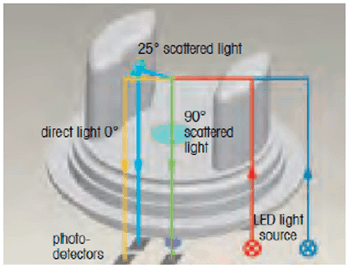 25° scattered light
direct light 0°
90°
scattered
light
LED light
source
photo-
detectors